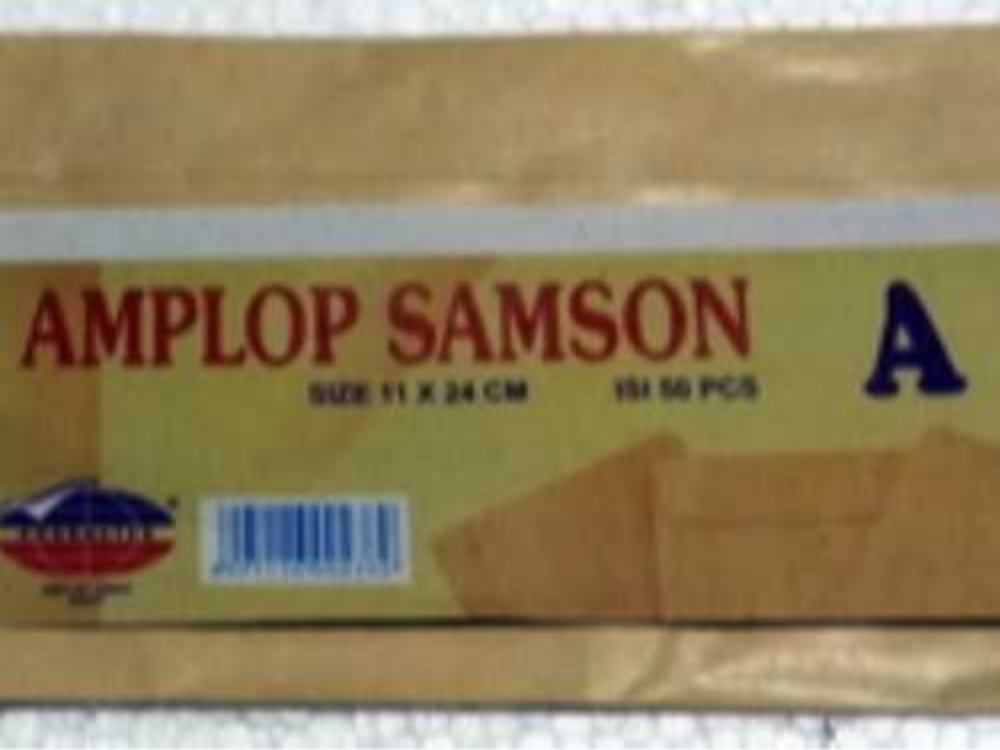 AMPLOP SAMSON
A
SIZE 11 X 24 CM
ISI 50 PCS